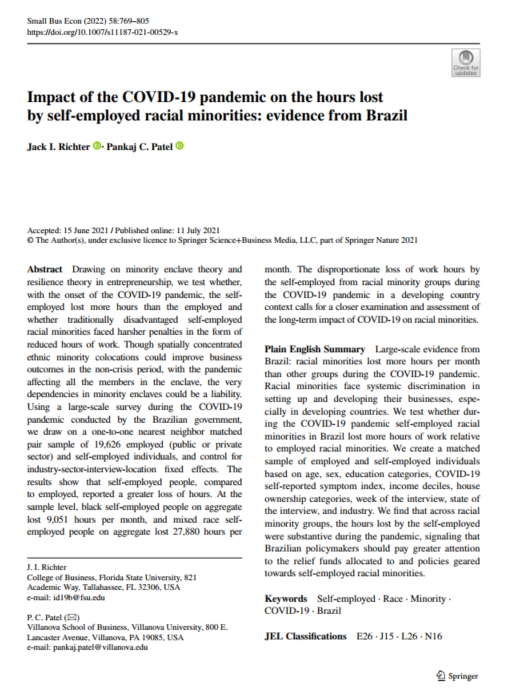 Small Bus Econ (2022) 58:769–805
https://doi.org/10.1007/s11187-021-00529-x
Check for
updates
Impact of the COVID-19 pandemic on the hours lost
by self-employed racial minorities: evidence from Brazil
Jack I. Richter · Pankaj C. Patel
Accepted: 15 June 2021 / Published online: 11 July 2021
© The Author(s), under exclusive licence to Springer Science+Business Media, LLC, part of Springer Nature 2021
Abstract Drawing on minority enclave theory and
resilience theory in entrepreneurship, we test whether,
with the onset of the COVID-19 pandemic, the self-
employed lost more hours than the employed and
whether traditionally disadvantaged self-employed
racial minorities faced harsher penalties in the form of
reduced hours of work. Though spatially concentrated
ethnic minority colocations could improve business
outcomes in the non-crisis period, with the pandemic
affecting all the members in the enclave, the very
dependencies in minority enclaves could be a liability.
Using a large-scale survey during the COVID-19
pandemic conducted by the Brazilian government,
we draw on a one-to-one nearest neighbor matched
pair sample of 19,626 employed (public or private
sector) and self-employed individuals, and control for
industry-sector-interview-location fixed effects. The
results show that self-employed people, compared
to employed, reported a greater loss of hours. At the
sample level, black self-employed people on aggregate
lost 9,051 hours per month, and mixed race self-
employed people on aggregate lost 27,880 hours per
J. I. Richter
College of Business, Florida State University, 821
Academic Way, Tallahassee, FL 32306, USA
e-mail: id19b@fsu.edu
P. C. Patel (✉)
Villanova School of Business, Villanova University, 800 E.
Lancaster Avenue, Villanova, PA 19085, USA
e-mail: pankaj.patel@villanova.edu
month. The disproportionate loss of work hours by
the self-employed from racial minority groups during
the COVID-19 pandemic in a developing country
context calls for a closer examination and assessment of
the long-term impact of COVID-19 on racial minorities.
Plain English Summary Large-scale evidence from
Brazil: racial minorities lost more hours per month
than other groups during the COVID-19 pandemic.
Racial minorities face systemic discrimination in
setting up and developing their businesses, espe-
cially in developing countries. We test whether dur-
ing the COVID-19 pandemic self-employed racial
minorities in Brazil lost more hours of work relative
to employed racial minorities. We create a matched
sample of employed and self-employed individuals
based on age, sex, education categories, COVID-19
self-reported symptom index, income deciles, house
ownership categories, week of the interview, state of
the interview, and industry. We find that across racial
minority groups, the hours lost by the self-employed
were substantive during the pandemic, signaling that
Brazilian policymakers should pay greater attention
to the relief funds allocated to and policies geared
towards self-employed racial minorities.
Keywords Self-employed · Race · Minority ·
COVID-19 · Brazil
JEL Classifications E26 · J15 · L26 · N16
Springer